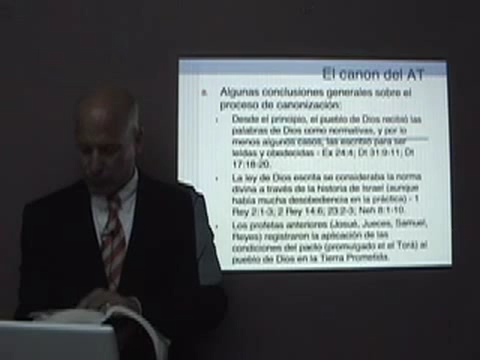 El canon del AT
a. Algunas conclusiones generales sobre el
proceso de canonización:
Desde el principio, el pueblo de Dios recibió las
palabras de Dios como normativas, y por lo
menos algunos casos, las escribió para ser
leídas y obedecidas - Ex 24:4; Dt 31:9-11; Dt
17:18-20.
La ley de Dios escrita se consideraba la norma
divina a través de la historia de Israel (aunque
había mucha desobediencia en la práctica) - 1
Rey 2:1-3; 2 Rey 14:6; 23:2-3; Neh 8:1-10.
Los profetas anteriores (Josué, Jueces, Samuel,
Reyes) registraron la aplicación de las
condiciones del pacto (promulgato el el Torá) al
pueblo de Dios en la Tierra Prometida.